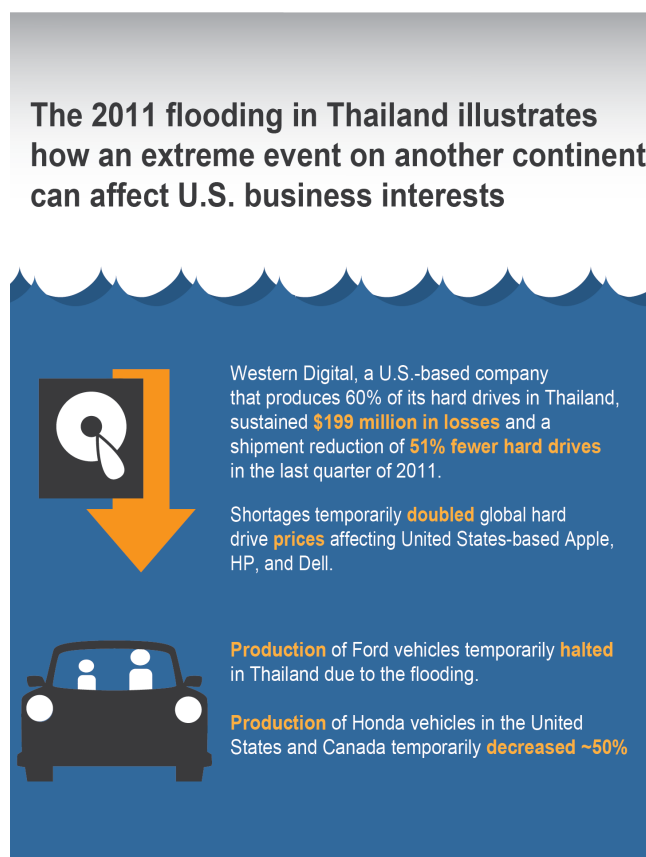 The 2011 flooding in Thailand illustrates
how an extreme event on another continent
can affect U.S. business interests
Western Digital, a U.S.-based company
that produces 60% of its hard drives in Thailand,
sustained $199 million in losses and a
shipment reduction of 51% fewer hard drives
in the last quarter of 2011.
Shortages temporarily doubled global hard
drive prices affecting United States-based Apple,
HP, and Dell.
Production of Ford vehicles temporarily halted
in Thailand due to the flooding.
Production of Honda vehicles in the United
States and Canada temporarily decreased ~50%